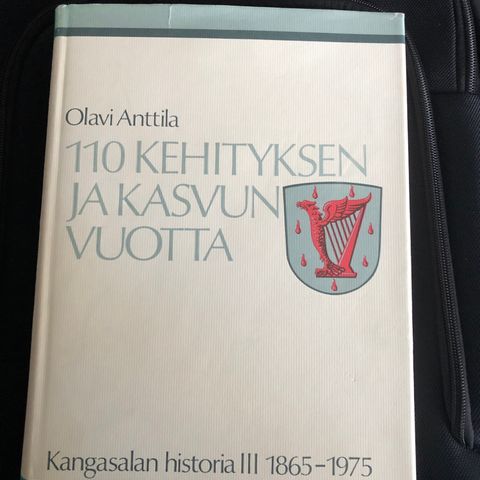 Olavi Anttila
110 KEHITYKSEN
JA KASVUN
VUOTTA
Kangasalan historia III 1865–1975